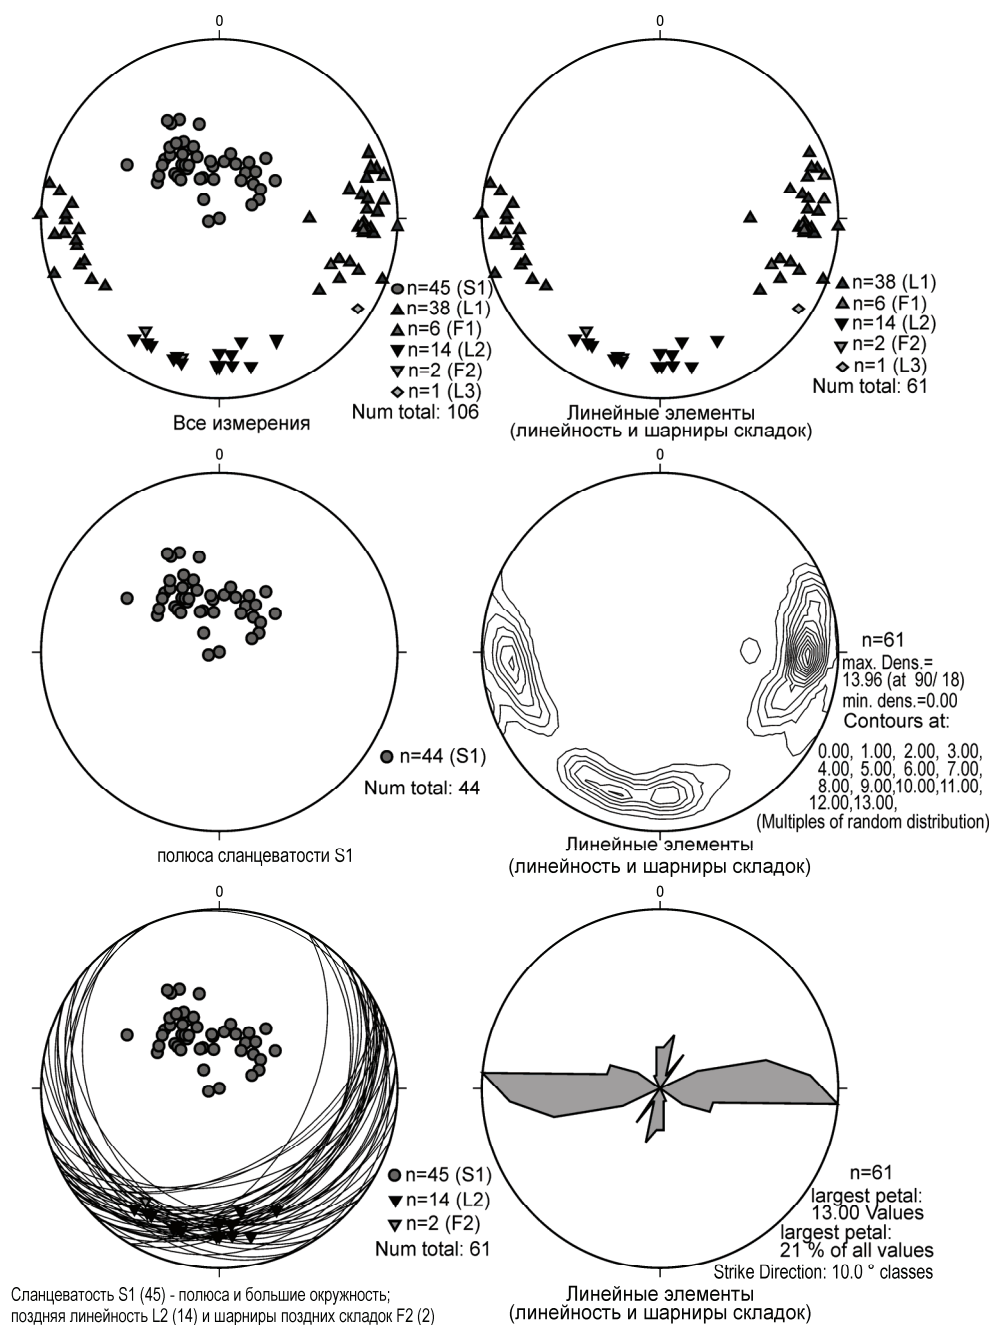 0
n=45 (S1)
n=38 (L1)
n=6 (F1)
n=14 (L2)
n=2 (F2)
n=1 (L3)
Num total: 106
Все измерения
0
n=38 (L1)
n=6 (F1)
n=14 (L2)
n=2 (F2)
n=1 (L3)
Num total: 61
Линейные элементы
(линейность и шарниры складок)
0
n=44 (S1)
Num total: 44
полюса сланцеватости S1
0
n=61
max. Dens.=
13.96 (at 90/ 18)
min. dens.=0.00
Contours at:
0.00, 1.00, 2.00, 3.00,
4.00, 5.00, 6.00, 7.00,
8.00, 9.00,10.00,11.00,
12.00,13.00,
(Multiples of random distribution)
Линейные элементы
(линейность и шарниры складок)
0
n=45 (S1)
n=14 (L2)
n=2 (F2)
Num total: 61
Сланцеватость S1 (45) - полюса и большие окружность;
поздняя линейность L2 (14) и шарниры поздних складок F2 (2)
0
n=61
largest petal:
13.00 Values
largest petal:
21 % of all values
Strike Direction: 10.0 ° classes
Линейные элементы
(линейность и шарниры складок)